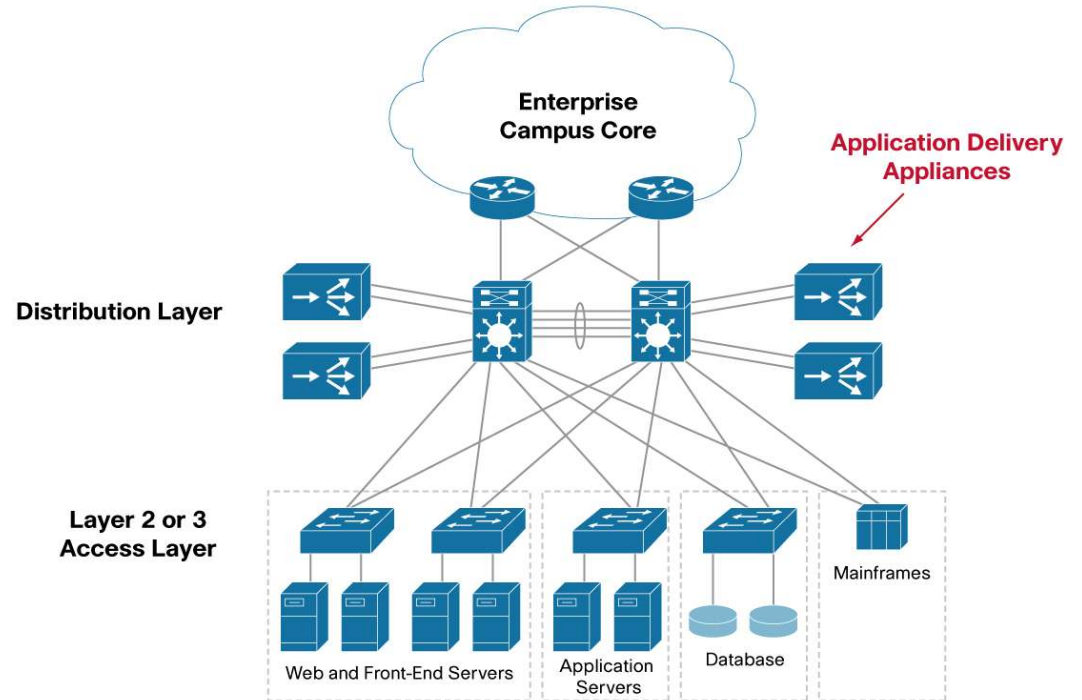 Enterprise
Campus Core
Application Delivery
Appliances
Distribution Layer
Layer 2 or 3
Access Layer
Mainframes
Web and Front-End Servers
Application
Servers
Database